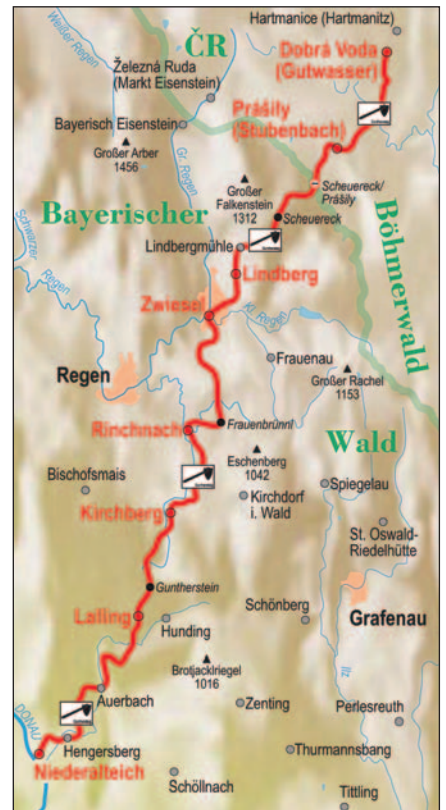 Hartmanice (Hartmanitz)
Weißer Regen
ČR
Dobrá Voda
(Gutwasser)
Železná Ruda
(Markt Eisenstein)
Prášily
(Stubenbach)
Bayerisch Eisenstein
Großer Arber
1456
Gr. Regen
Großer
Falkenstein
1312
Scheuereck/
Prášily
Bayerischer
Scheuereck
Böhmerwald
Schwarzer
Regen
Lindbergmühle
Lindberg
Zwiesel
Kl. Regen
Frauenau
Regen
Großer Rachel
1153
Rinchnach
Frauenbrünnl
Wald
Eschenberg
1042
Bischofsmais
Kirchdorf
i. Wald
Spiegelau
Kirchberg
St. Oswald-
Riedelhütte
Guntherstein
Lalling
Hunding
Schönberg
Grafenau
Brotjacklriegel
1016
Ilz
Auerbach
Zenting
Perlesreuth
DONAU
Hengersberg
Niederalteich
Thurmannsbang
Schöllnach
Tittling